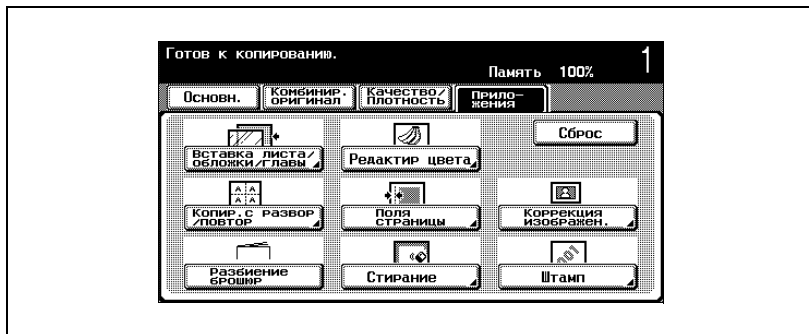 Готов к копированию.
1
Память 100%
Основн.
Комбинир.
оригинал
Качество/
Плотность
Прило-
жения
Сброс
Вставка листа/
обложки/главы
Редактир цвета
Копир.с развор
/повтор
Поля
страницы
Коррекция
изображен.
Разбиение
брошюр
Стирание
Штамп